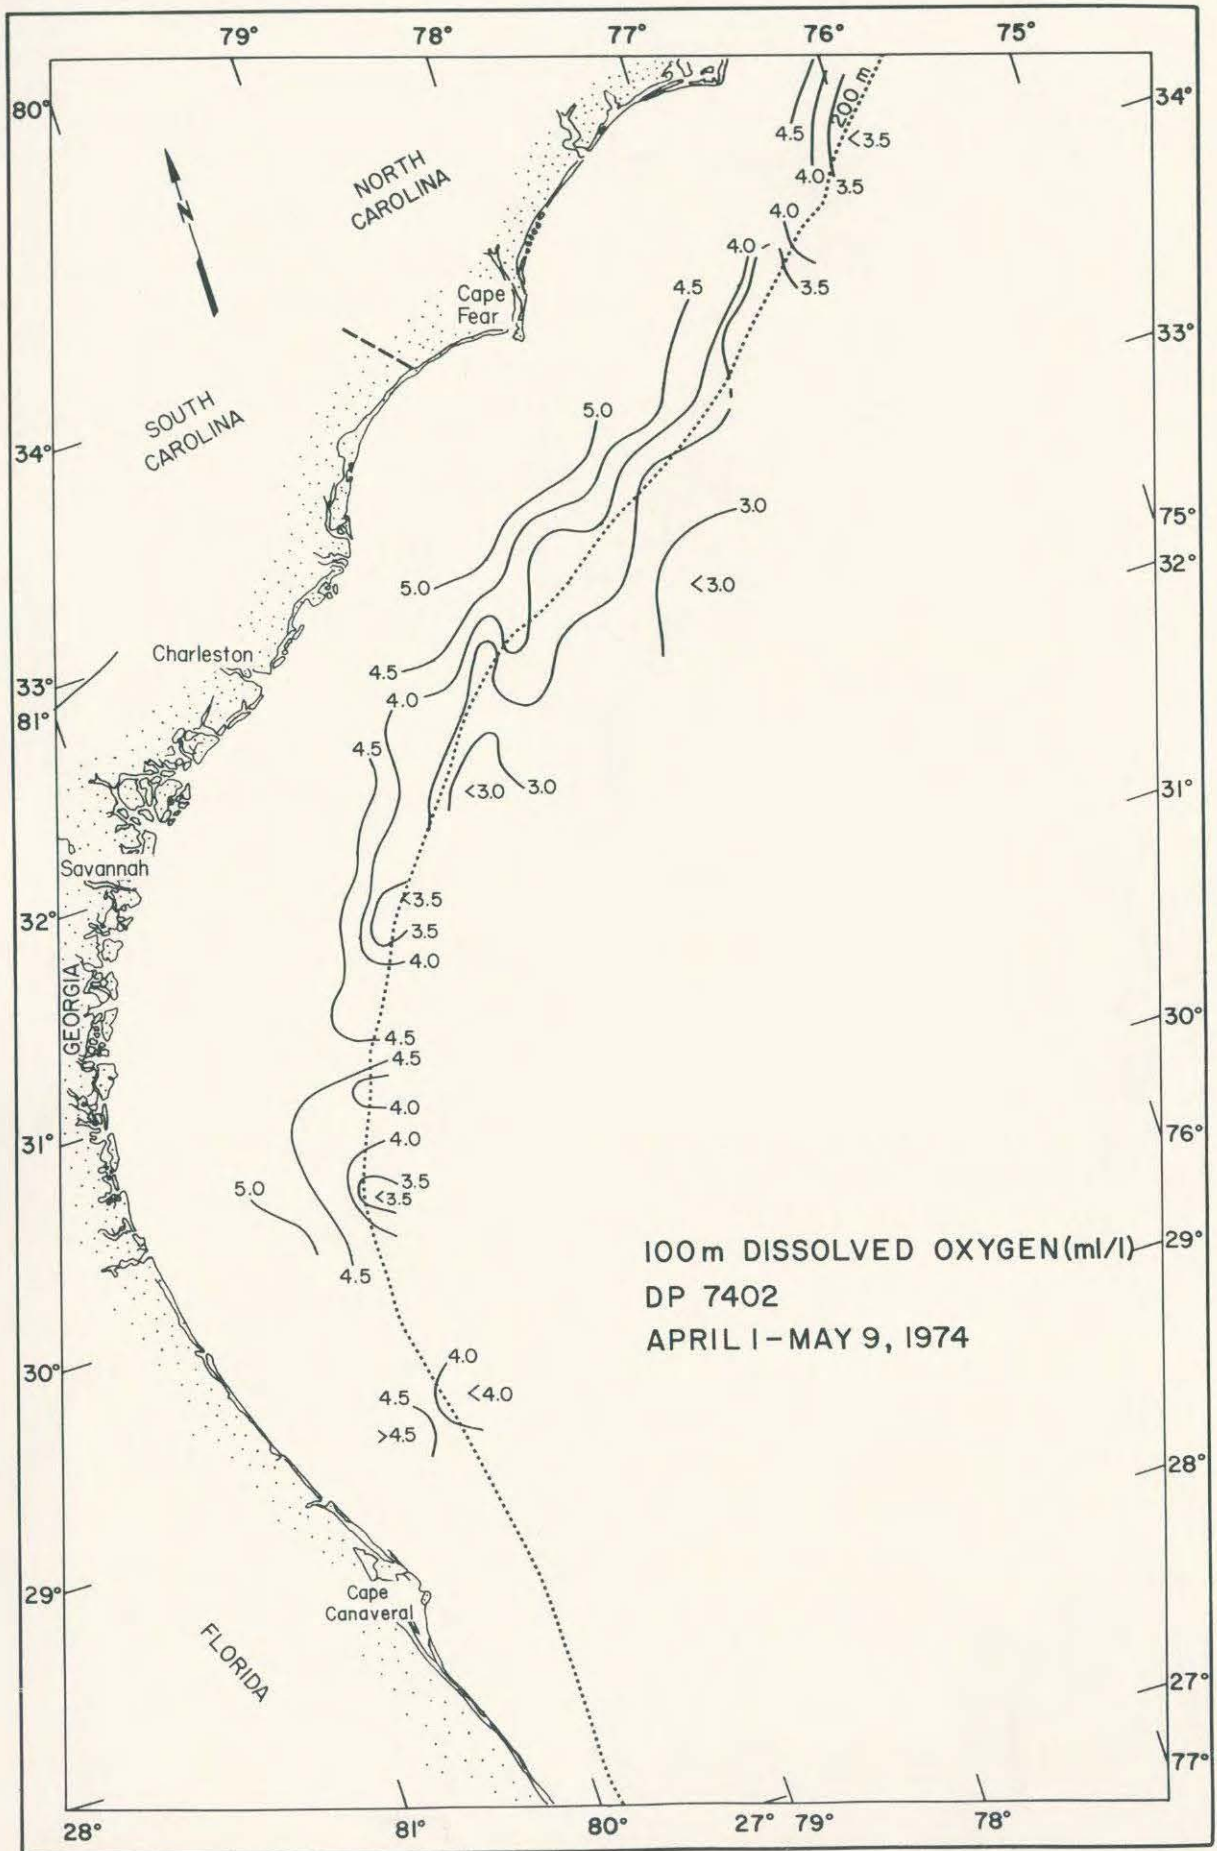 79° 78° 77° 76° 75°
80°
34°
200 m
4.5
<3.5
4.0
3.5
NORTH
CAROLINA
N
4.0
4.0
3.5
4.5
Cape
Fear
33°
SOUTH
CAROLINA
5.0
34°
3.0
75°
32°
<3.0
5.0
Charleston
4.5
33°
4.0
81°
4.5
<3.0
3.0
31°
Savannah
<3.5
32°
3.5
4.0
GEORGIA
30°
4.5
4.5
4.0
76°
31°
4.0
3.5
5.0
<3.5
100m DISSOLVED OXYGEN (ml/l)
29°
4.5
DP 7402
APRIL 1-MAY 9, 1974
4.0
30°
<4.0
4.5
>4.5
28°
29°
Cape
Canaveral
FLORIDA
27°
77°
28° 81° 80° 27° 79° 78°